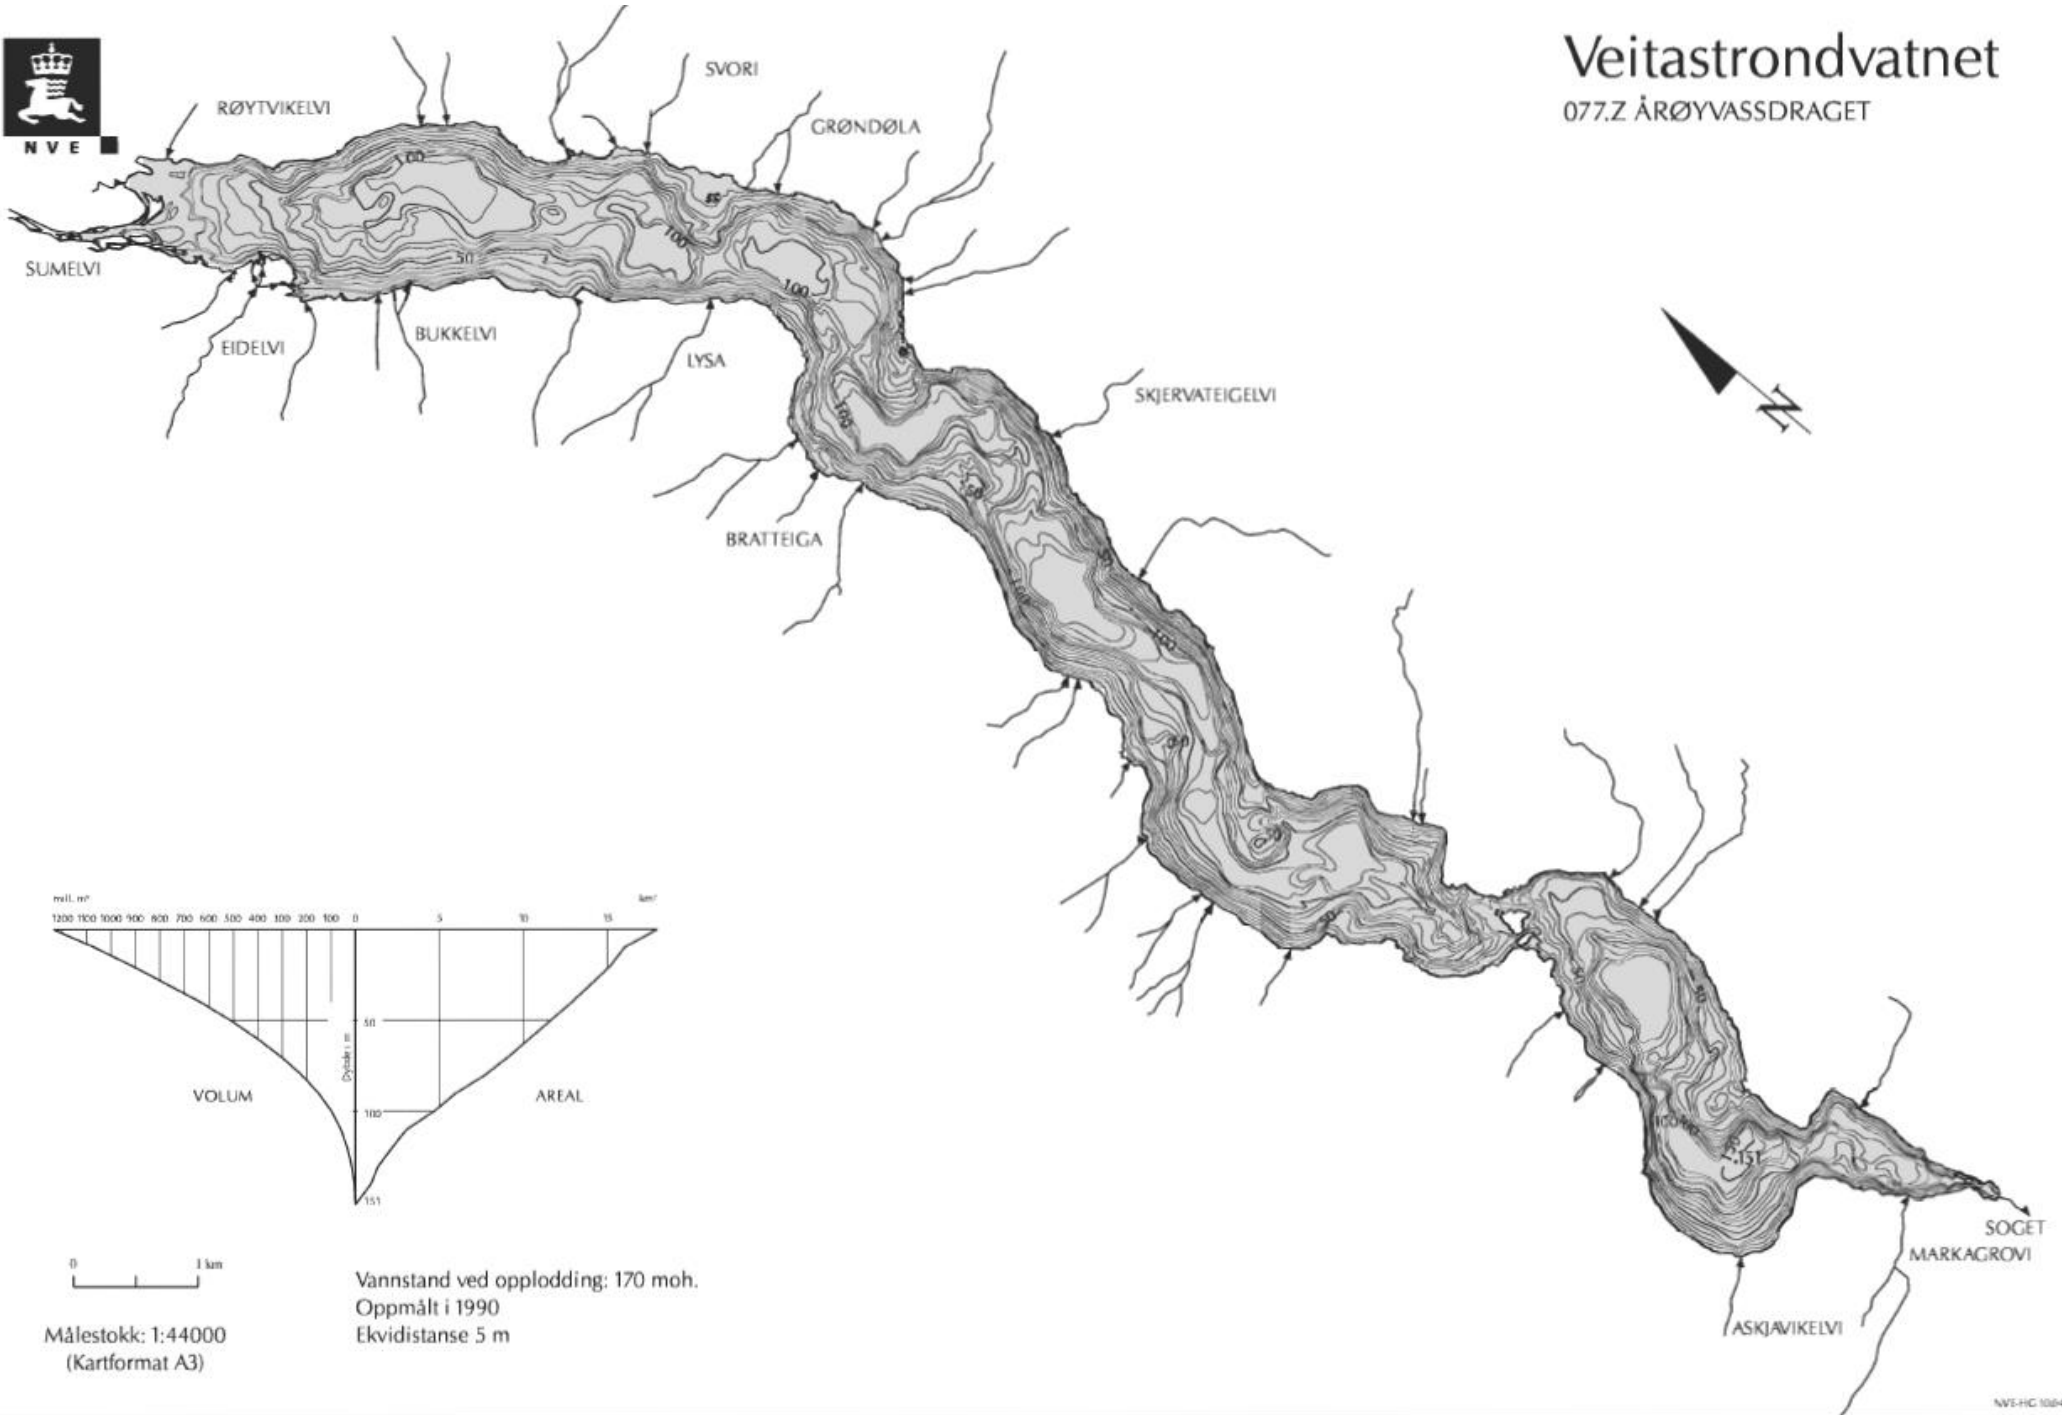 Veitastrondvatnet
077.Z ÅRØYVASSDRAGET
NVE
RØYTVIKELVI
SVORI
GRØNDØLA
SUMELVI
EIDELVI
BUKKELVI
LYSA
SKJERVATEIGELVI
BRATTEIGA
N
100
100
100
100
50
50
100
100
50
50
151
SOGET
MARKAGROVI
ASKJAVIKELVI
mill. m³ km²
1200 1100 1000 900 800 700 600 500 400 300 200 100 0 5 10 15
50
100
151
Dybde i m
VOLUM AREAL
0 1 km
Målestokk: 1:44000
(Kartformat A3)
Vannstand ved opplodding: 170 moh.
Oppmålt i 1990
Ekvidistanse 5 m